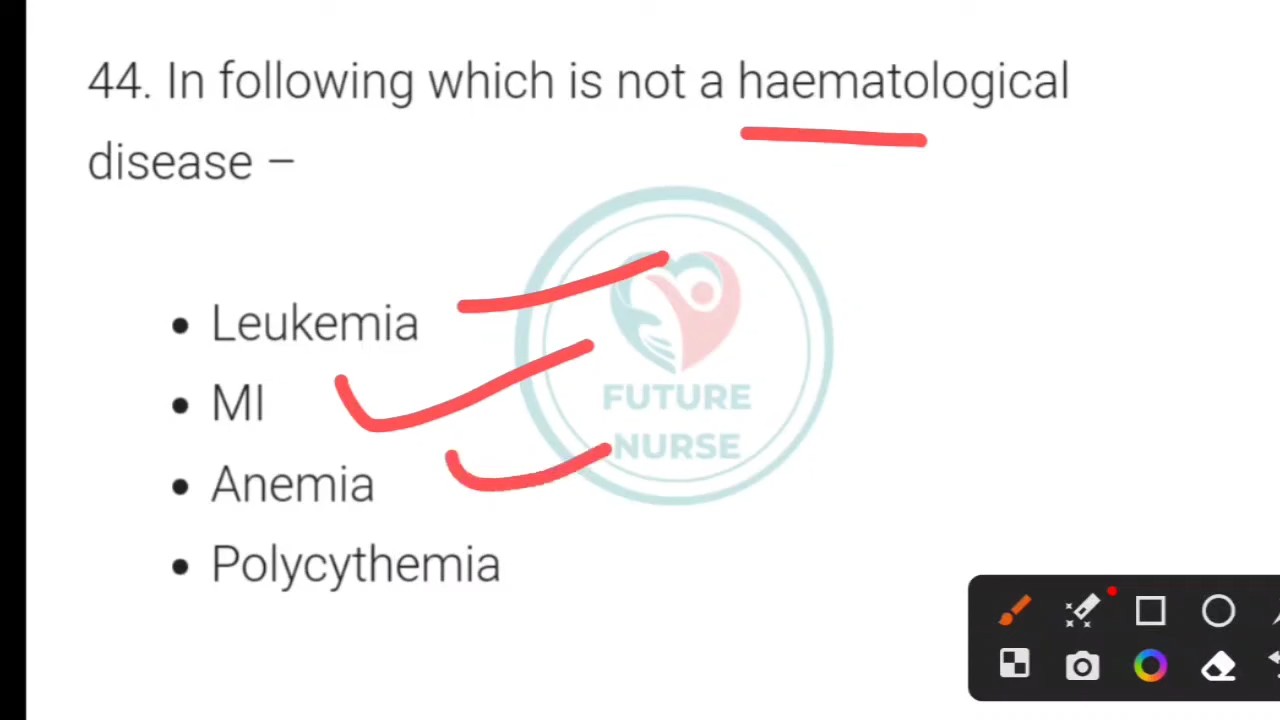 44. In following which is not a haematological
disease –
• Leukemia
• MI
• Anemia
• Polycythemia
FUTURE
NURSE